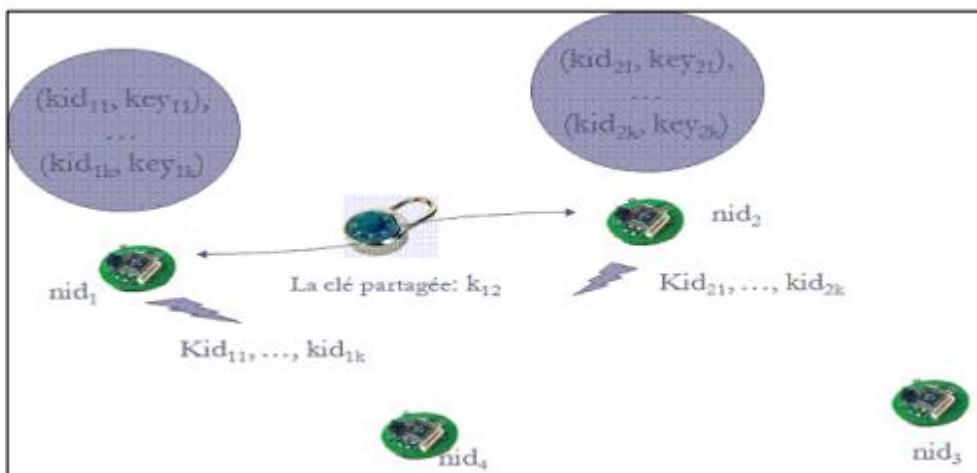 (kid₁₁, key₁₁),
…
(kid₁ₖ, key₁ₖ)
(kid₂₁, key₂₁),
…
(kid₂ₖ, key₂ₖ)
nid₂
nid₁
La clé partagée: k₁₂
Kid₂₁, …, kid₂ₖ
Kid₁₁, …, kid₁ₖ
nid₄
nid₃